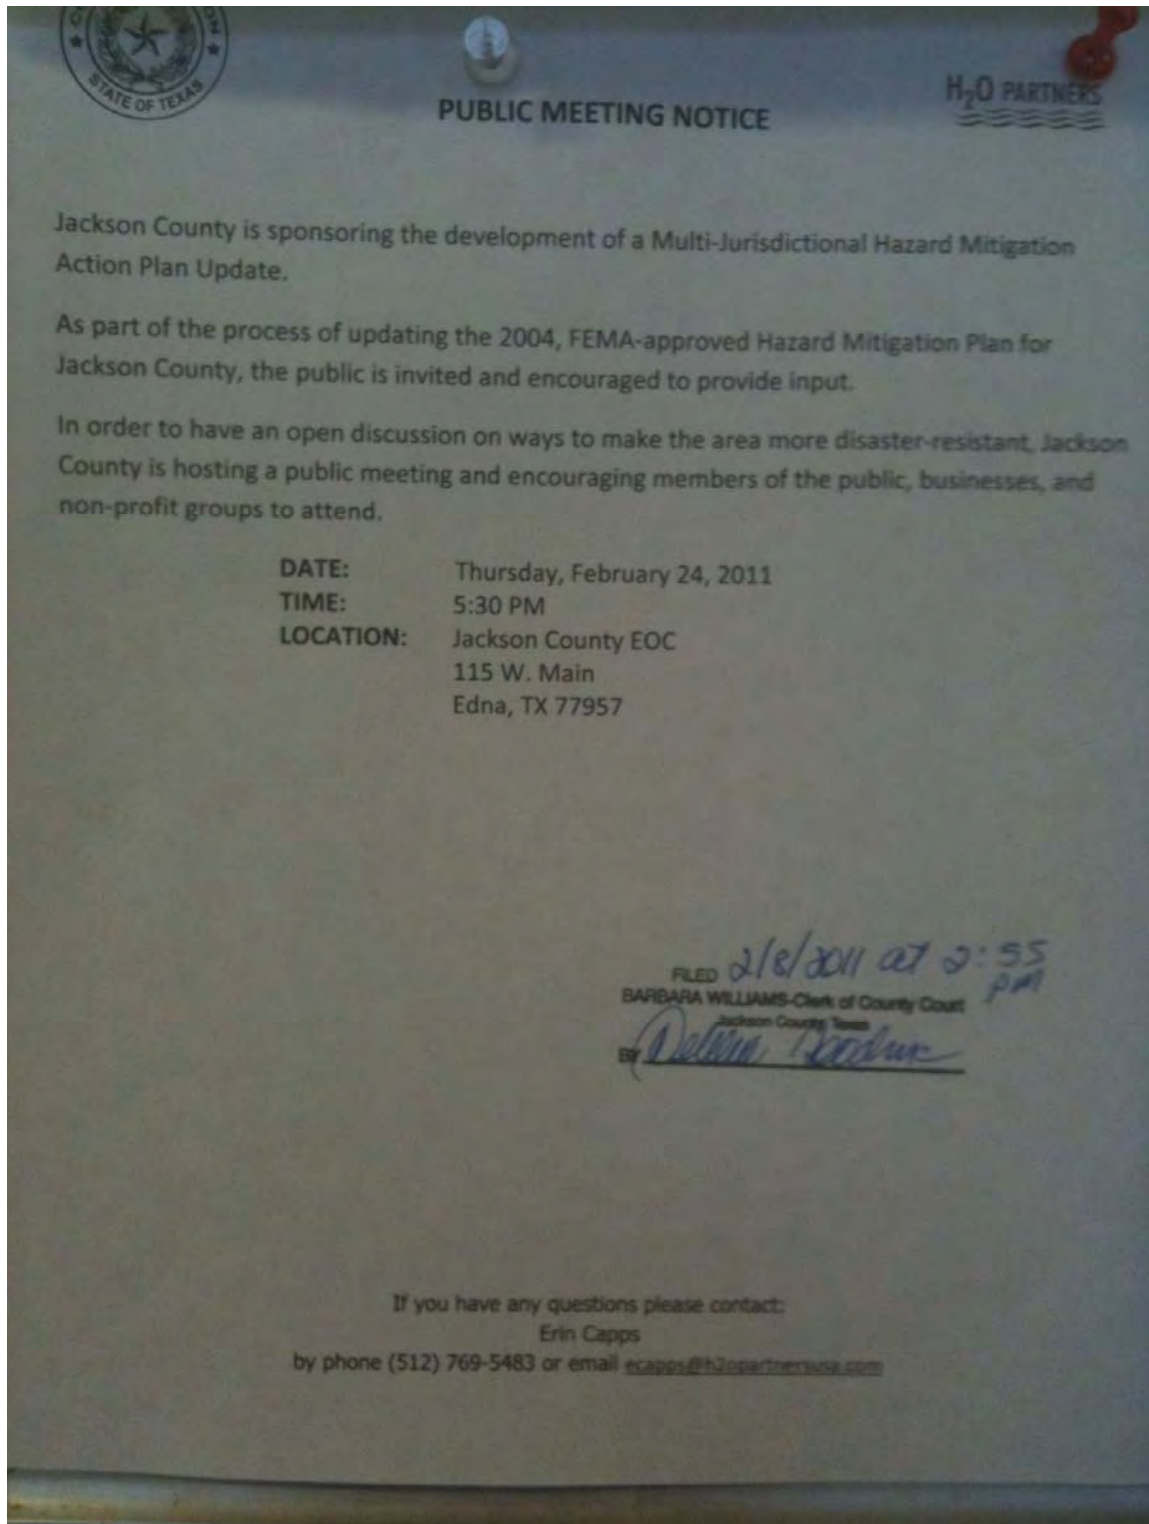 STATE OF TEXAS
H₂O PARTNERS
PUBLIC MEETING NOTICE
Jackson County is sponsoring the development of a Multi-Jurisdictional Hazard Mitigation
Action Plan Update.
As part of the process of updating the 2004, FEMA-approved Hazard Mitigation Plan for
Jackson County, the public is invited and encouraged to provide input.
In order to have an open discussion on ways to make the area more disaster-resistant, Jackson
County is hosting a public meeting and encouraging members of the public, businesses, and
non-profit groups to attend.
DATE: Thursday, February 24, 2011
TIME: 5:30 PM
LOCATION: Jackson County EOC
115 W. Main
Edna, TX 77957
FILED 2/8/2011 at 2:55
PM
BARBARA WILLIAMS-Clerk of County Court
Jackson County, Texas
BY
If you have any questions please contact:
Erin Capps
by phone (512) 769-5483 or email ecapps@h2opartnersusa.com